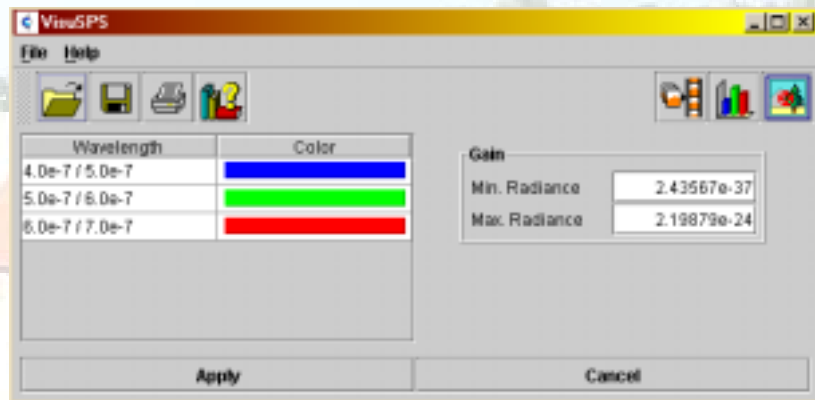 VisuSPS
File Help
Wavelength Color
4.0e-7 / 5.0e-7
5.0e-7 / 6.0e-7
6.0e-7 / 7.0e-7
Gain
Min. Radiance 2.43567e-37
Max. Radiance 2.19879e-24
Apply Cancel